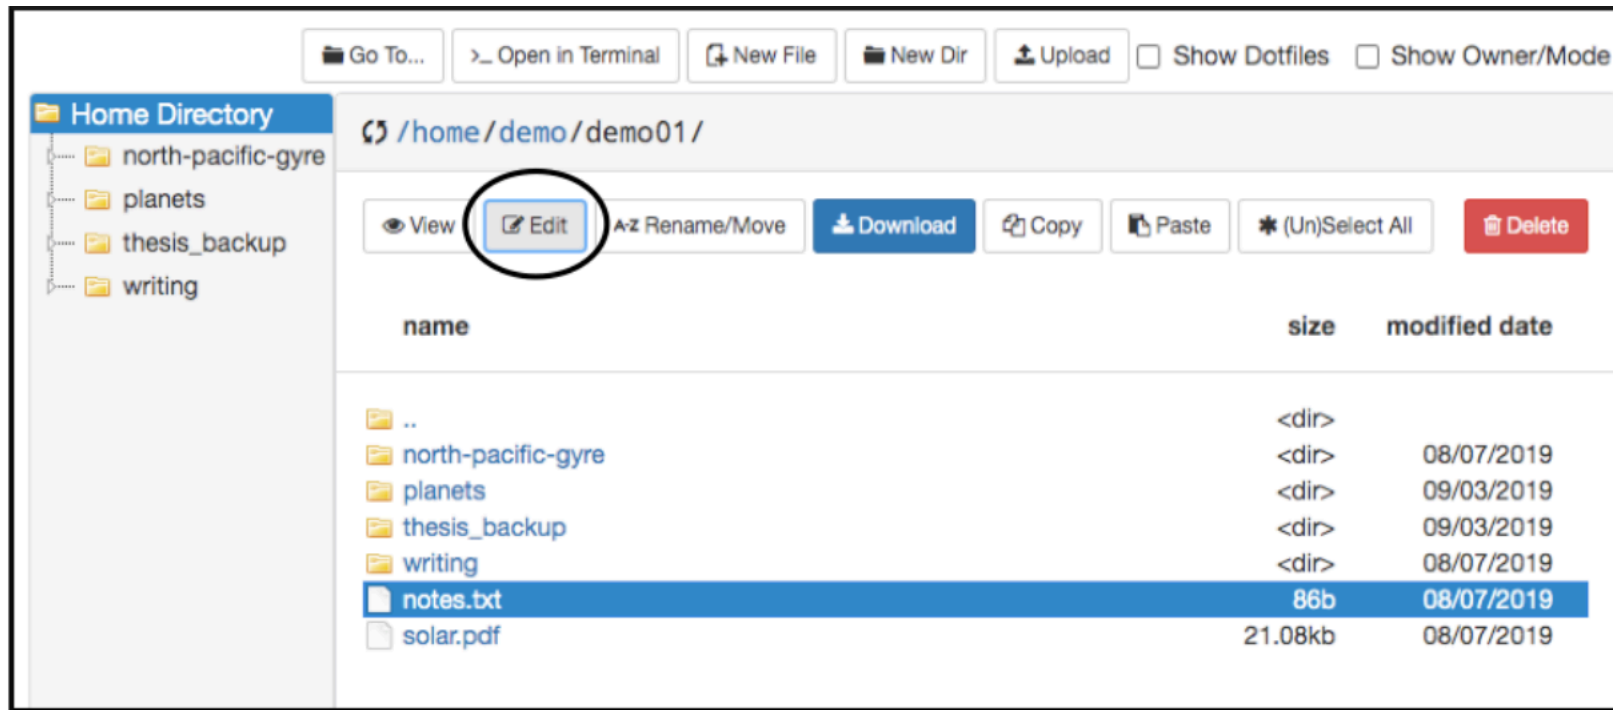 Go To... >_ Open in Terminal New File New Dir Upload Show Dotfiles Show Owner/Mode
Home Directory
north-pacific-gyre
planets
thesis_backup
writing
/home/demo/demo01/
View Edit A-Z Rename/Move Download Copy Paste (Un)Select All Delete
name size modified date
.. <dir>
north-pacific-gyre <dir> 08/07/2019
planets <dir> 09/03/2019
thesis_backup <dir> 09/03/2019
writing <dir> 08/07/2019
notes.txt 86b 08/07/2019
solar.pdf 21.08kb 08/07/2019